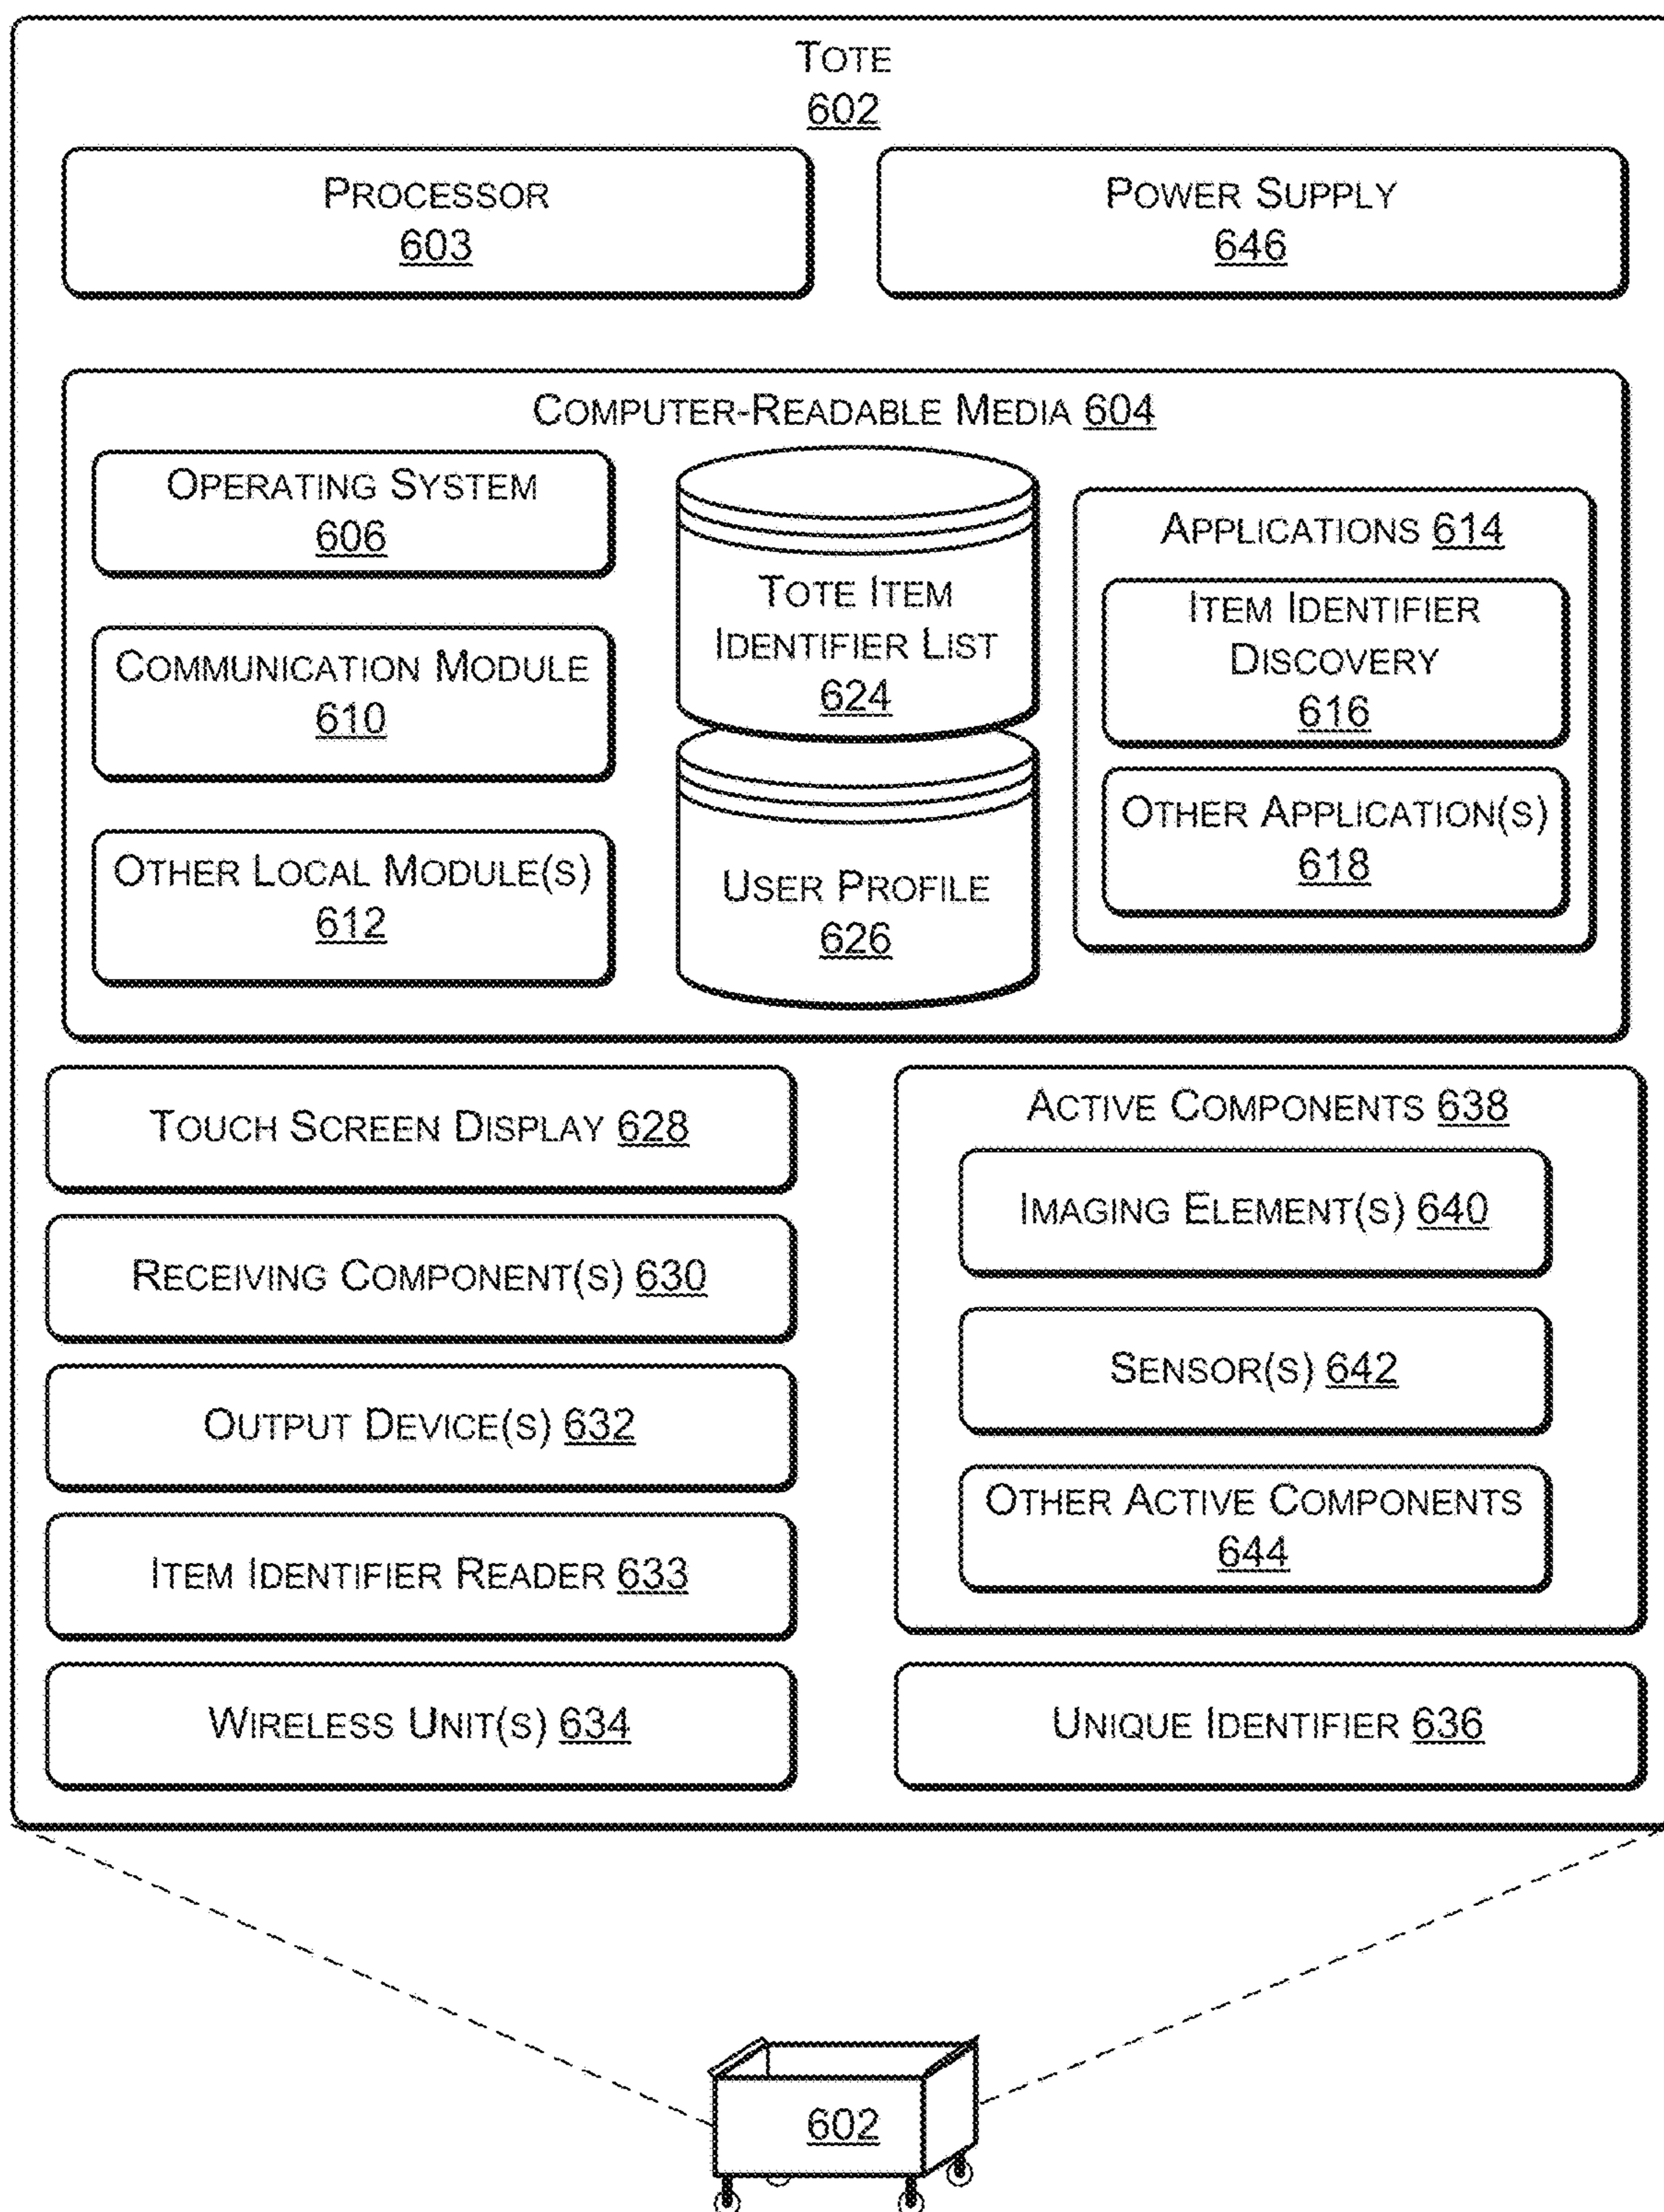 TOTE
602
PROCESSOR
603
POWER SUPPLY
646
COMPUTER-READABLE MEDIA 604
OPERATING SYSTEM
606
COMMUNICATION MODULE
610
OTHER LOCAL MODULE(S)
612
TOTE ITEM
IDENTIFIER LIST
624
USER PROFILE
626
APPLICATIONS 614
ITEM IDENTIFIER
DISCOVERY
616
OTHER APPLICATION(S)
618
TOUCH SCREEN DISPLAY 628
RECEIVING COMPONENT(S) 630
OUTPUT DEVICE(S) 632
ITEM IDENTIFIER READER 633
WIRELESS UNIT(S) 634
ACTIVE COMPONENTS 638
IMAGING ELEMENT(S) 640
SENSOR(S) 642
OTHER ACTIVE COMPONENTS
644
UNIQUE IDENTIFIER 636
602